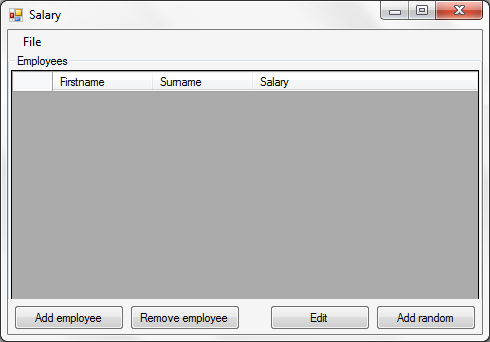 Salary
File
Employees
Firstname Surname Salary
Add employee Remove employee Edit Add random